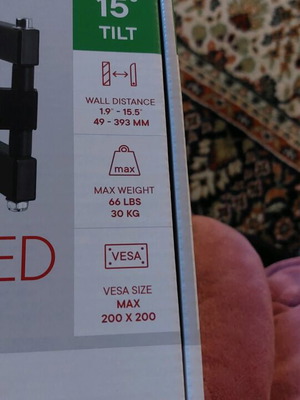 15°
TILT
WALL DISTANCE
1.9" - 15.5"
49 - 393 MM
max
MAX WEIGHT
66 LBS
30 KG
VESA
ED
VESA SIZE
MAX
200 X 200